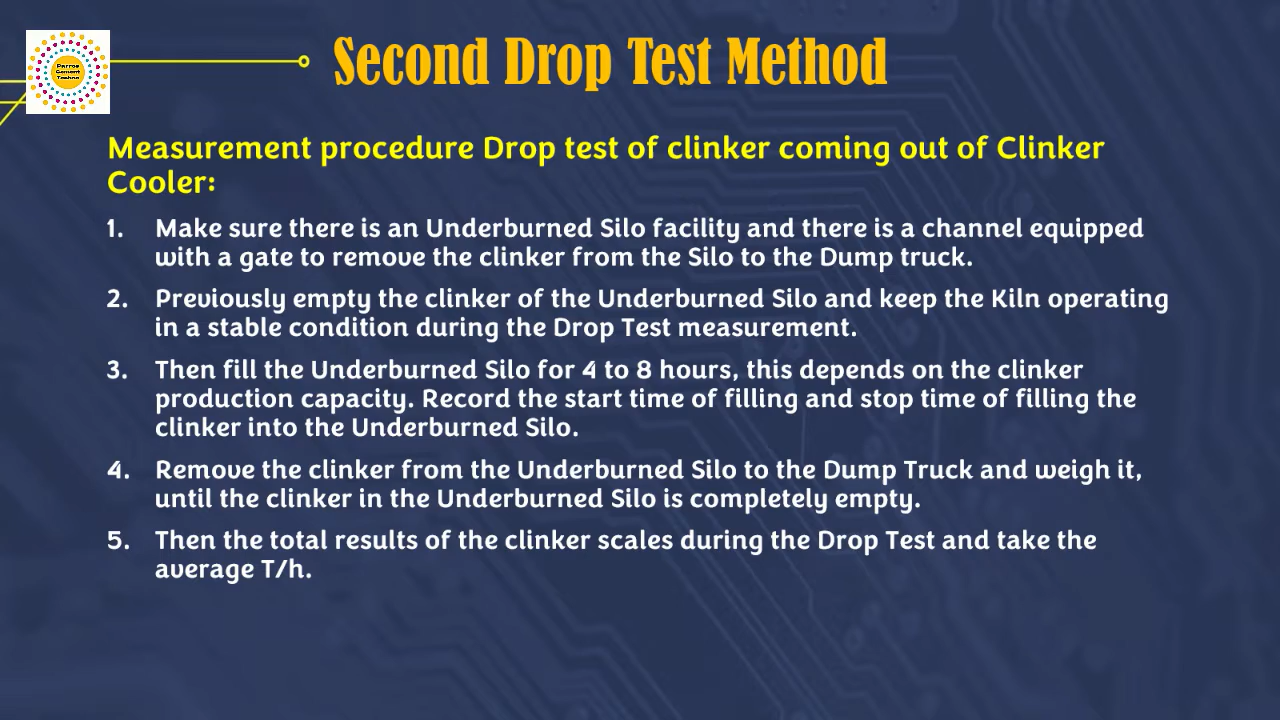 Perroe
Cement
Techno
Second Drop Test Method
Measurement procedure Drop test of clinker coming out of Clinker
Cooler:
1. Make sure there is an Underburned Silo facility and there is a channel equipped
with a gate to remove the clinker from the Silo to the Dump truck.
2. Previously empty the clinker of the Underburned Silo and keep the Kiln operating
in a stable condition during the Drop Test measurement.
3. Then fill the Underburned Silo for 4 to 8 hours, this depends on the clinker
production capacity. Record the start time of filling and stop time of filling the
clinker into the Underburned Silo.
4. Remove the clinker from the Underburned Silo to the Dump Truck and weigh it,
until the clinker in the Underburned Silo is completely empty.
5. Then the total results of the clinker scales during the Drop Test and take the
average T/h.